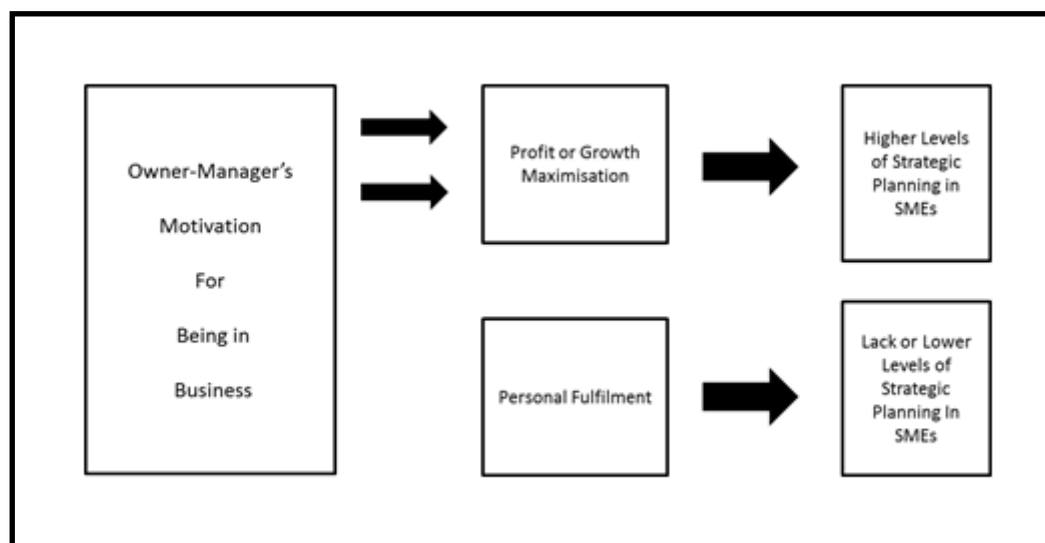 Owner-Manager's
Motivation
For
Being in
Business
Profit or Growth
Maximisation
Higher Levels
of Strategic
Planning in
SMEs
Personal Fulfilment
Lack or Lower
Levels of
Strategic
Planning In
SMEs